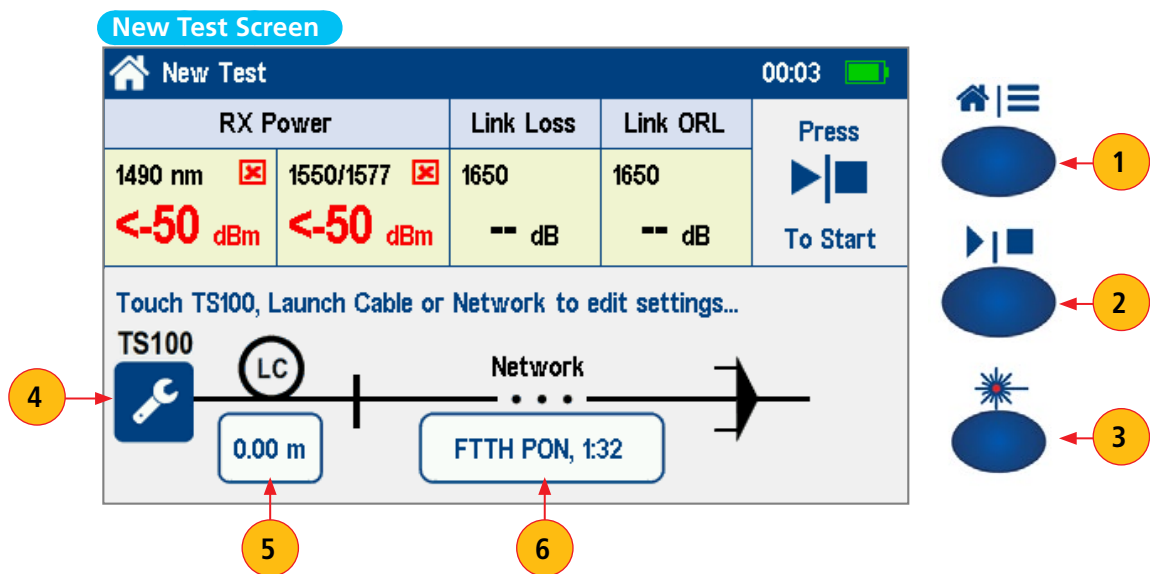 New Test Screen
New Test 00:03
RX Power Link Loss Link ORL Press
1490 nm 1550/1577 1650 1650
<-50 dBm <-50 dBm -- dB -- dB
To Start
Touch TS100, Launch Cable or Network to edit settings...
TS100
LC
Network
0.00 m
FTTH PON, 1:32
1
2
3
4
5
6